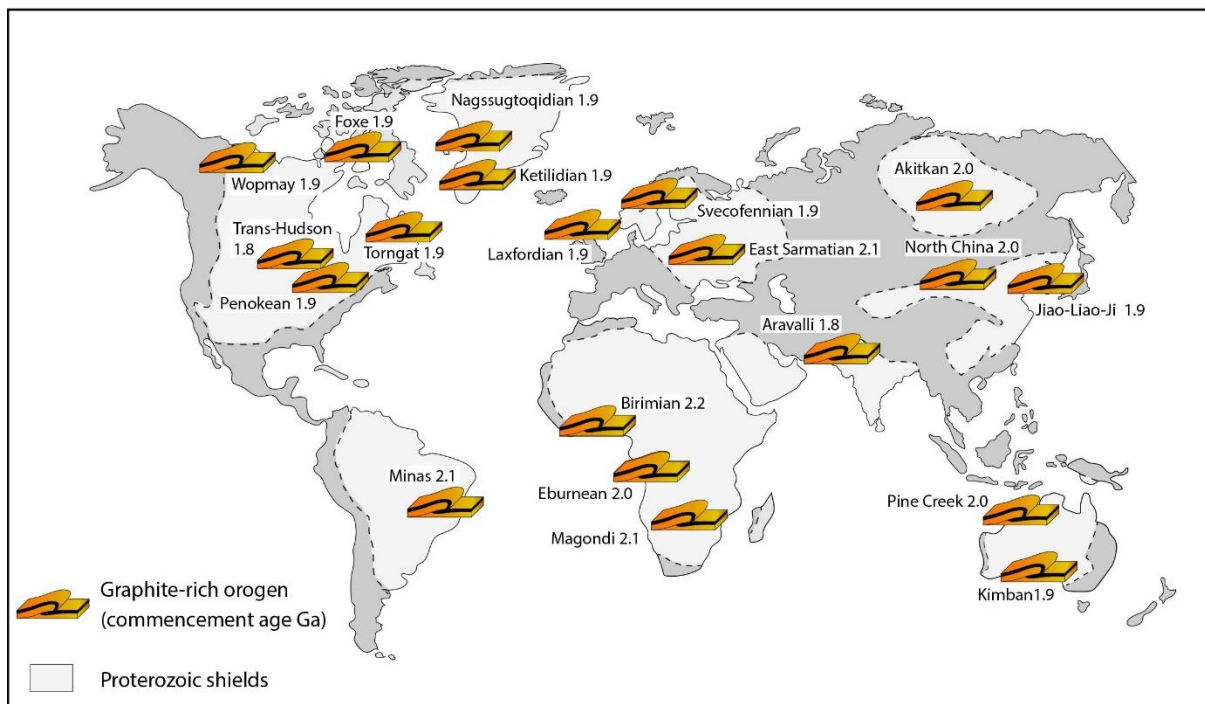 Nagssugtoqidian 1.9
Foxe 1.9
Wopmay 1.9
Ketilidian 1.9
Akitkan 2.0
Svecofennian 1.9
Trans-Hudson
1.8
Torngat 1.9
Laxfordian 1.9
East Sarmatian 2.1
North China 2.0
Penokean 1.9
Jiao-Liao-Ji 1.9
Aravalli 1.8
Birimian 2.2
Minas 2.1
Eburnean 2.0
Magondi 2.1
Pine Creek 2.0
Kimban1.9
Graphite-rich orogen
(commencement age Ga)
Proterozoic shields